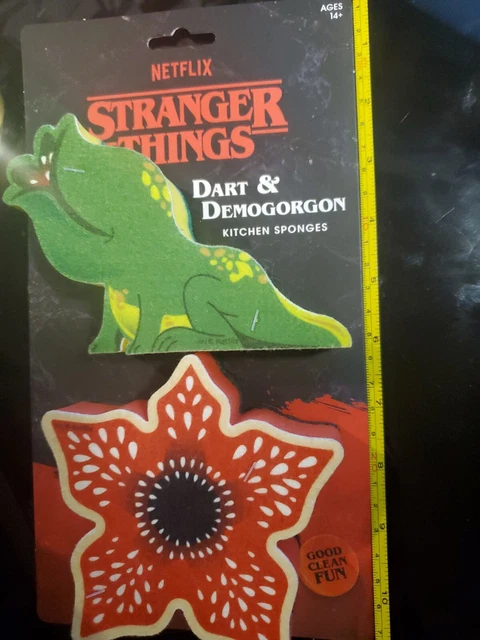 AGES
14+
NETFLIX
STRANGER
THINGS
DART &
DEMOGORGON
KITCHEN SPONGES
GOOD
CLEAN
FUN